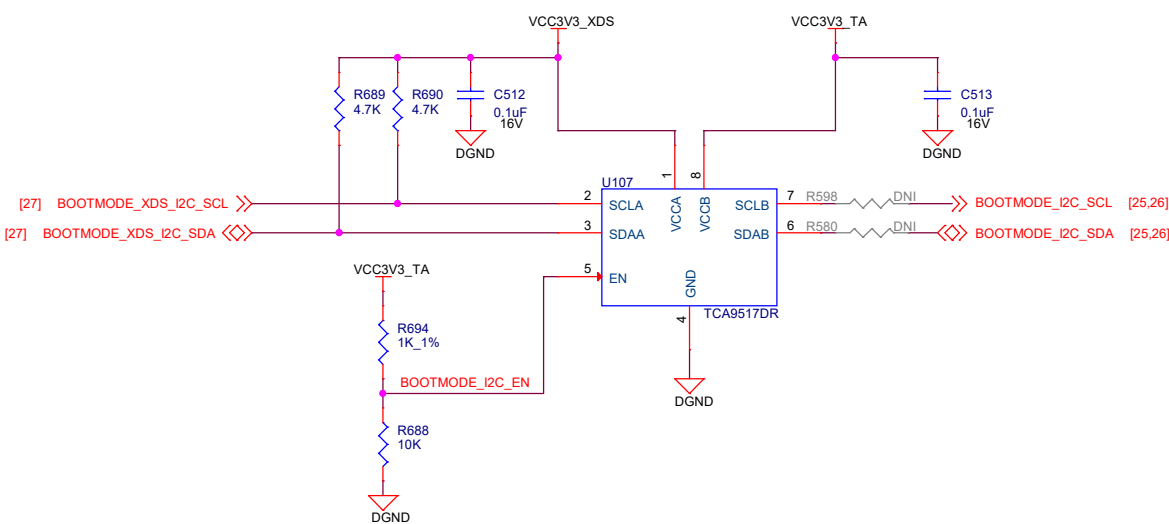 VCC3V3_XDS
VCC3V3_TA
R689
4.7K
R690
4.7K
C512
0.1uF
16V
DGND
C513
0.1uF
16V
DGND
1
8
U107
[27] BOOTMODE_XDS_I2C_SCL
2
SCLA
VCCA
VCCB
SCLB
7
R598
DNI
BOOTMODE_I2C_SCL [25,26]
[27] BOOTMODE_XDS_I2C_SDA
3
SDAA
SDAB
6
R580
DNI
BOOTMODE_I2C_SDA [25,26]
VCC3V3_TA
5
EN
GND
4
TCA9517DR
R694
1K_1%
BOOTMODE_I2C_EN
DGND
R688
10K
DGND